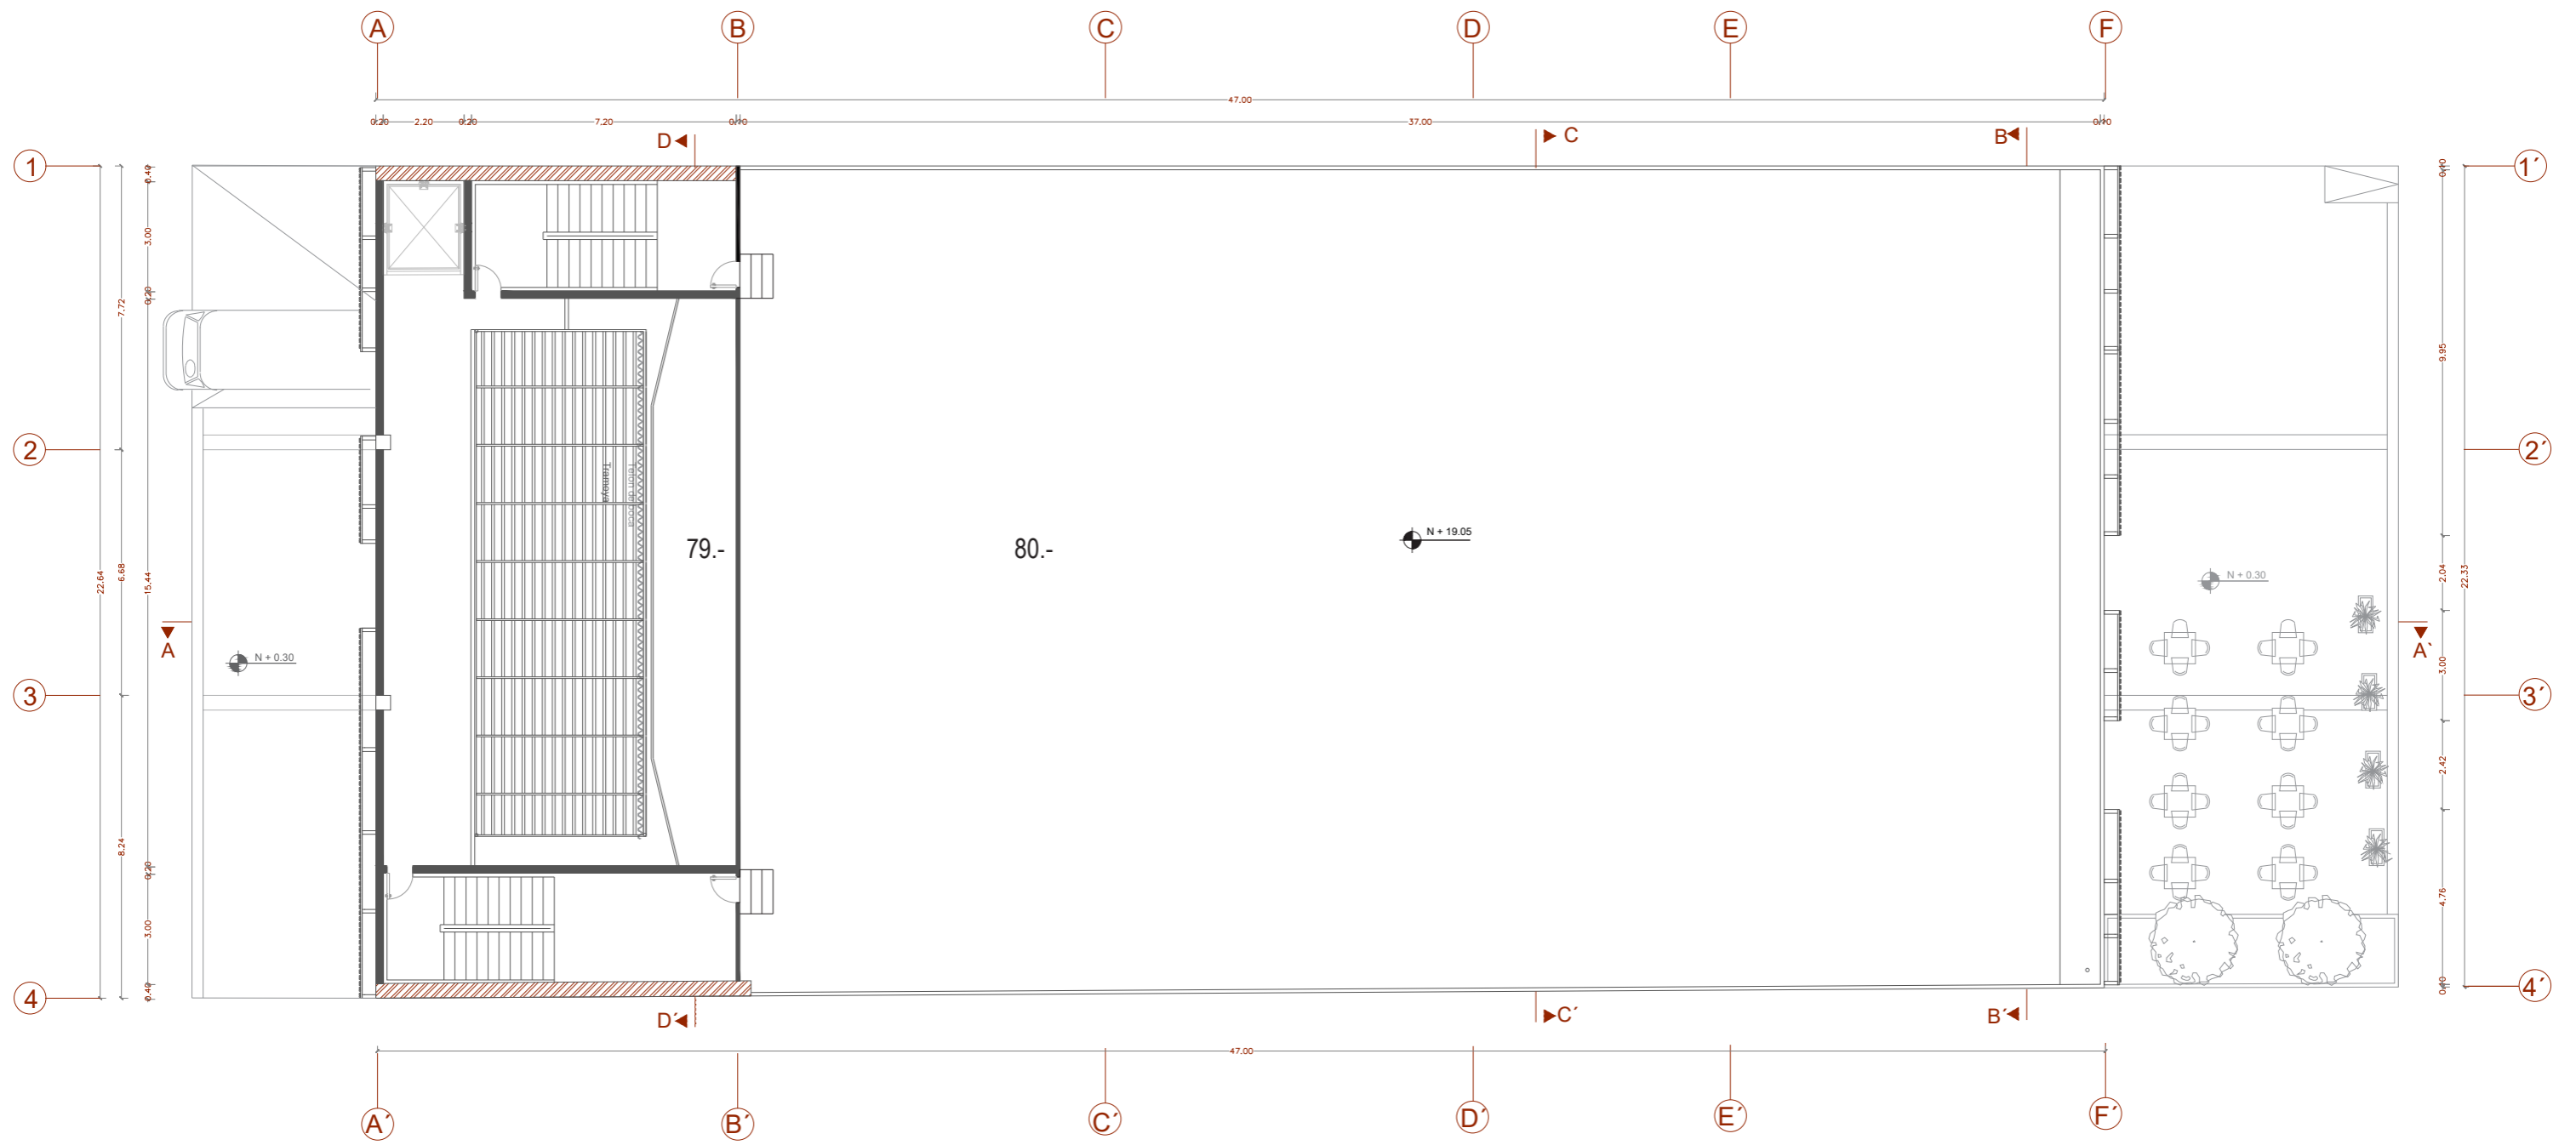 A B C D E F
47.00
0.20 2.20 0.20 7.20 0.10 37.00 0.10
D C B
1 1´
0.40 0.10
3.00
0.20
7.72
9.95
2 2´
Telon de boca
Tramoya
79.- 80.- N + 19.05
22.64 6.68 15.44 2.04 22.33
N + 0.30
A A´
N + 0.30
3.00
3 3´
2.42
8.24
0.20
4.76
3.00
0.40 0.10
4 4´
D´ C´ B´
47.00
A´ B´ C´ D´ E´ F´